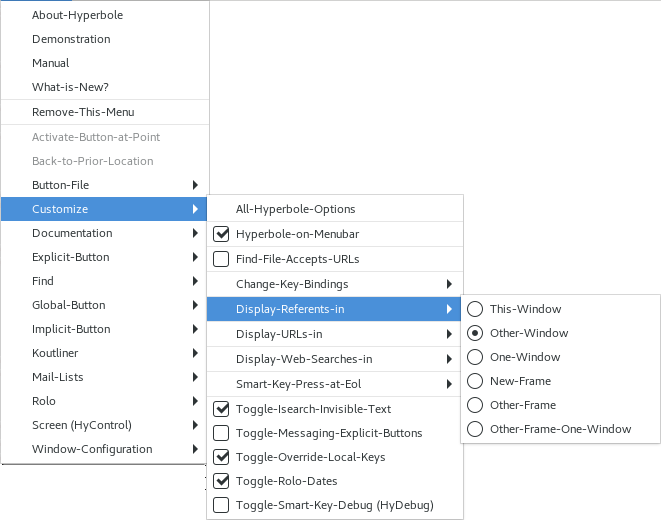 About-Hyperbole
Demonstration
Manual
What-is-New?
Remove-This-Menu
Activate-Button-at-Point
Back-to-Prior-Location
Button-File
Customize
Documentation
Explicit-Button
Find
Global-Button
Implicit-Button
Koutliner
Mail-Lists
Rolo
Screen (HyControl)
Window-Configuration
All-Hyperbole-Options
Hyperbole-on-Menubar
Find-File-Accepts-URLs
Change-Key-Bindings
Display-Referents-in
Display-URLs-in
Display-Web-Searches-in
Smart-Key-Press-at-Eol
Toggle-Isearch-Invisible-Text
Toggle-Messaging-Explicit-Buttons
Toggle-Override-Local-Keys
Toggle-Rolo-Dates
Toggle-Smart-Key-Debug (HyDebug)
This-Window
Other-Window
One-Window
New-Frame
Other-Frame
Other-Frame-One-Window